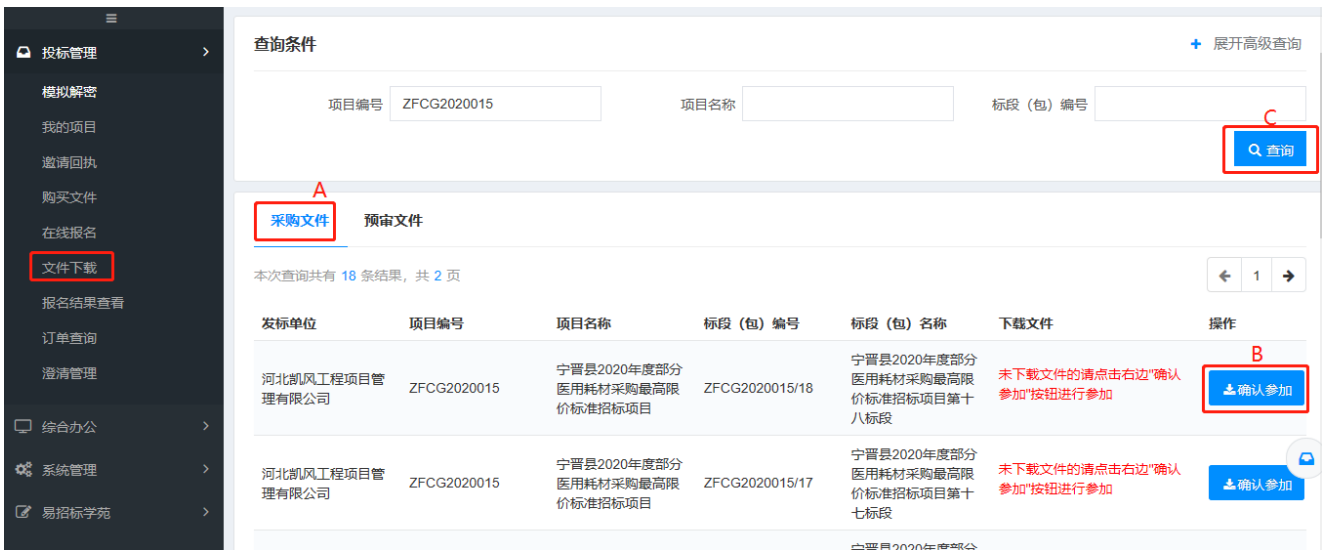 投标管理
模拟解密
我的项目
邀请回执
购买文件
在线报名
文件下载
报名结果查看
订单查询
澄清管理
综合办公
系统管理
易招标学苑
查询条件
展开高级查询
项目编号 ZFCG2020015 项目名称 标段（包）编号
C
查询
A
采购文件 预审文件
本次查询共有 18 条结果，共 2 页
1
发标单位 项目编号 项目名称 标段（包）编号 标段（包）名称 下载文件 操作
河北凯风工程项目管
理有限公司
ZFCG2020015
宁晋县2020年度部分
医用耗材采购最高限
价标准招标项目
ZFCG2020015/18
宁晋县2020年度部分
医用耗材采购最高限
价标准招标项目第十
八标段
未下载文件的请点击右边"确认
参加"按钮进行参加
B
确认参加
河北凯风工程项目管
理有限公司
ZFCG2020015
宁晋县2020年度部分
医用耗材采购最高限
价标准招标项目
ZFCG2020015/17
宁晋县2020年度部分
医用耗材采购最高限
价标准招标项目第十
七标段
未下载文件的请点击右边"确认
参加"按钮进行参加
确认参加
宁晋县2020年度部分